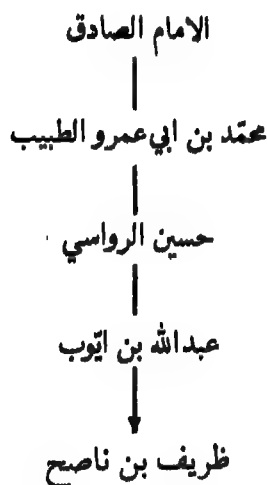 الامام الصادق
محمّد بن ابي عمرو الطبيب
حسين الرواسي
عبدالله بن ايّوب
ظريف بن ناصح